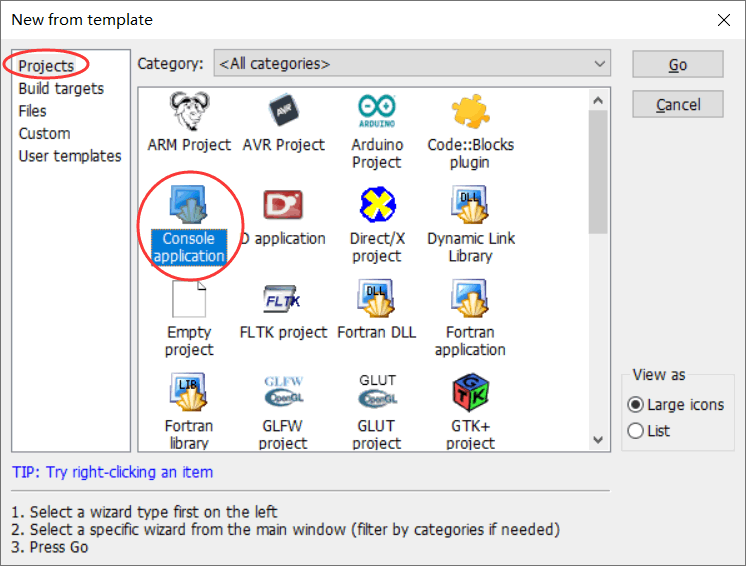 New from template
Projects
Build targets
Files
Custom
User templates
Category:
<All categories>
Go
Cancel
AVR
ARDUINO
ARM Project
AVR Project
Arduino
Project
Code::Blocks
plugin
D
DLL
Console
application
D application
Direct/X
project
Dynamic Link
Library
FLTK
DLL
Empty
project
FLTK project
Fortran DLL
Fortran
application
LIB
GLFW
OpenGL
GLUT
OpenGL
GTK
Fortran
library
GLFW
project
GLUT
project
GTK+
project
View as
Large icons
List
TIP: Try right-clicking an item
1. Select a wizard type first on the left
2. Select a specific wizard from the main window (filter by categories if needed)
3. Press Go